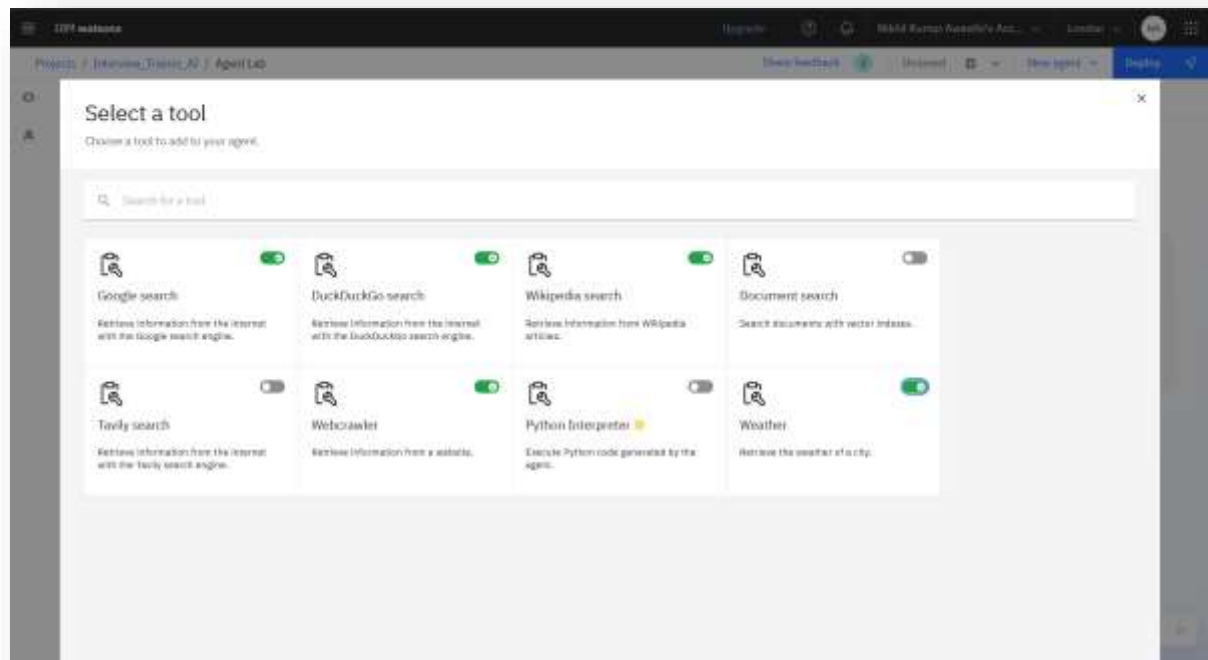 IBM watsonx
Upgrade
London
Projects / Interview_Trainer_AI / Agent Lab
Share feedback
Unsaved
New agent
Deploy
Select a tool
Choose a tool to add to your agent.
Search for a tool
Google search
Retrieve information from the internet
with the Google search engine.
DuckDuckGo search
Retrieve information from the internet
with the DuckDuckGo search engine.
Wikipedia search
Retrieve information from Wikipedia
articles.
Document search
Search documents with vector indexes.
Tavily search
Retrieve information from the internet
with the Tavily search engine.
Webcrawler
Retrieve information from a website.
Python Interpreter
Execute Python code generated by the
agent.
Weather
Retrieve the weather of a city.